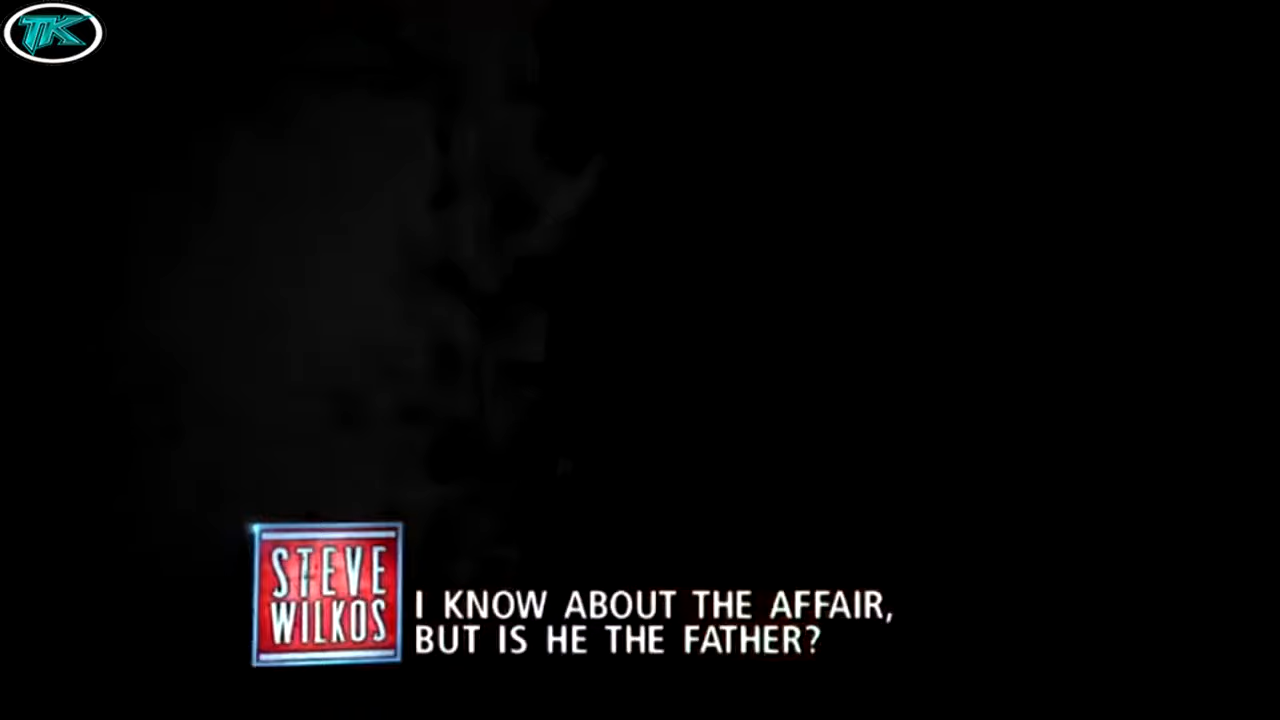 TK
STEVE
WILKOS
I KNOW ABOUT THE AFFAIR,
BUT IS HE THE FATHER?